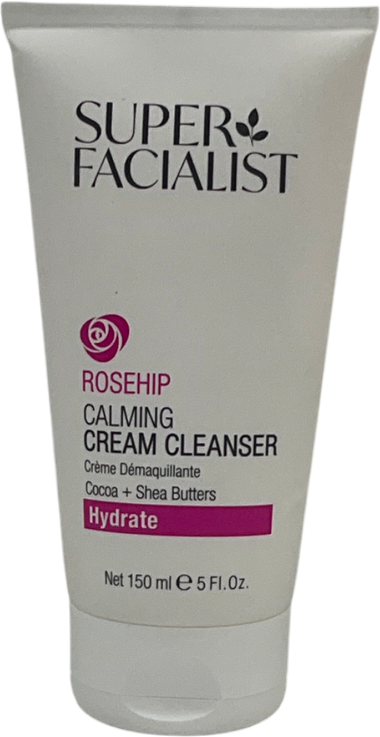 SUPER
FACIALIST
ROSEHIP
CALMING
CREAM CLEANSER
Crème Démaquillante
Cocoa + Shea Butters
Hydrate
Net 150 ml e 5 Fl.Oz.